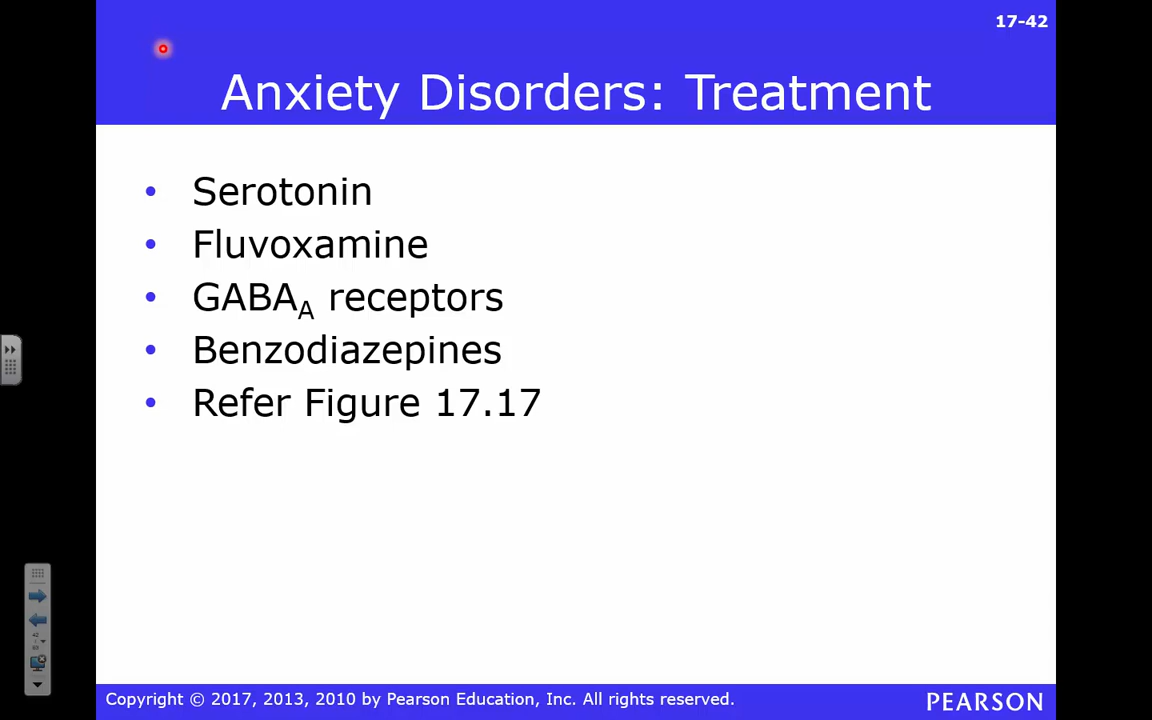 17-42
Anxiety Disorders: Treatment
• Serotonin
• Fluvoxamine
• GABAA receptors
• Benzodiazepines
• Refer Figure 17.17
Copyright © 2017, 2013, 2010 by Pearson Education, Inc. All rights reserved.
PEARSON
42